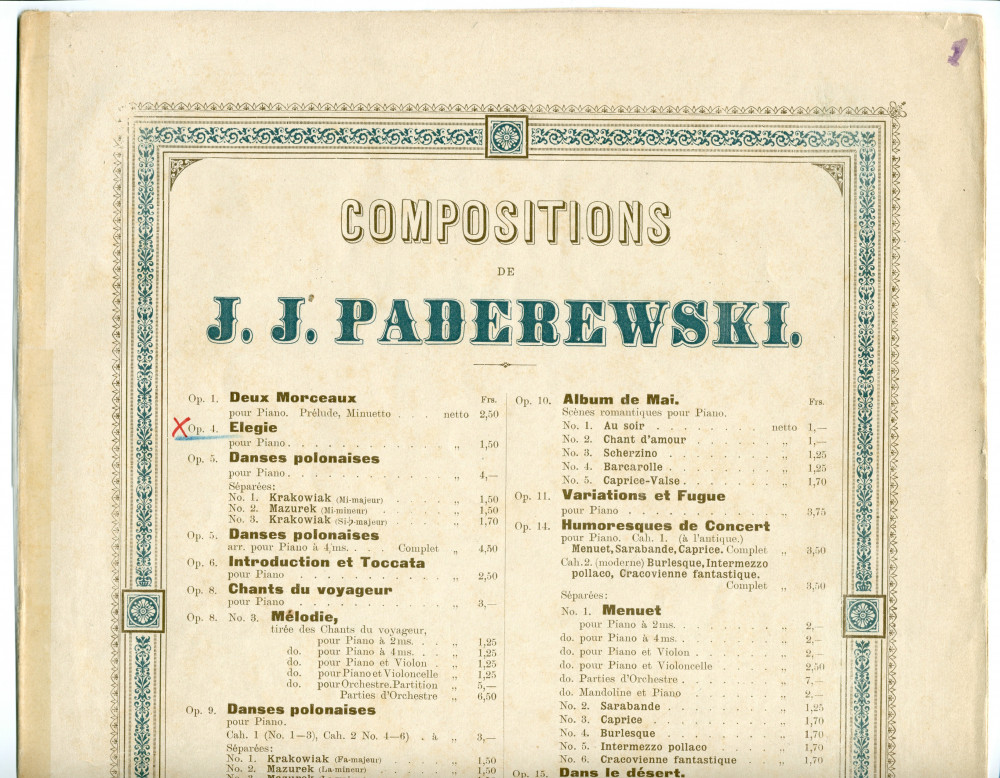 1
COMPOSITIONS
DE
J. J. PADEREWSKI.
Frs.
Op. 1. Deux Morceaux
pour Piano. Prélude, Minuetto . . . netto 2,50
X Op. 4. Elegie
pour Piano . . . . . . . . . . „ 1,50
Op. 5. Danses polonaises
pour Piano . . . . . . . . . . „ 4,—
Séparées:
No. 1. Krakowiak (Mi-majeur) . . . . „ 1,50
No. 2. Mazurek (Mi-mineur) . . . . „ 1,50
No. 3. Krakowiak (Si-♭-majeur) . . . . „ 1,70
Op. 5. Danses polonaises
arr. pour Piano à 4/ms. . . . Complet „ 4,50
Op. 6. Introduction et Toccata
pour Piano . . . . . . . . . . „ 2,50
Op. 8. Chants du voyageur
pour Piano . . . . . . . . . . „ 3,—
Op. 8. No. 3. Mélodie,
tirée des Chants du voyageur,
pour Piano à 2 ms. . . „ 1,25
do. pour Piano à 4 ms. . . „ 1,25
do. pour Piano et Violon . „ 1,25
do. pour Piano et Violoncelle „ 1,25
do. pour Orchestre. Partition „ 5,—
Parties d'Orchestre „ 6,50
Op. 9. Danses polonaises
pour Piano.
Cah. 1 (No. 1—3), Cah. 2 No. 4—6) . à „ 3,—
Séparées:
No. 1. Krakowiak (Fa-majeur) . . . . „ 1,50
No. 2. Mazurek (La-mineur) . . . . „ 1,50
Frs.
Op. 10. Album de Mai.
Scènes romantiques pour Piano.
No. 1. Au soir . . . . . . . netto 1,—
No. 2. Chant d'amour . . . . . . „ 1,—
No. 3. Scherzino . . . . . . . „ 1,25
No. 4. Barcarolle . . . . . . . „ 1,25
No. 5. Caprice-Valse . . . . . . „ 1,70
Op. 11. Variations et Fugue
pour Piano . . . . . . . . . . „ 3,75
Op. 14. Humoresques de Concert
pour Piano. Cah. 1. (à l'antique.)
Menuet, Sarabande, Caprice. Complet „ 3,50
Cah. 2. (moderne) Burlesque, Intermezzo
pollaco, Cracovienne fantastique.
Complet „ 3,50
Séparées:
No. 1. Menuet
pour Piano à 2 ms. . . . . . . „ 2,—
do. pour Piano à 4 ms. . . . . . . „ 2,—
do. pour Piano et Violon . . . . . . „ 2,—
do. pour Piano et Violoncelle . . . . „ 2,50
do. Parties d'Orchestre . . . . . . „ 7,—
do. Mandoline et Piano . . . . . . „ 2,—
No. 2. Sarabande . . . . . . . „ 1,25
No. 3. Caprice . . . . . . . „ 1,70
No. 4. Burlesque . . . . . . . „ 1,70
No. 5. Intermezzo pollaco . . . . „ 1,70
No. 6. Cracovienne fantastique . . . „ 1,70
Op. 15. Dans le désert.